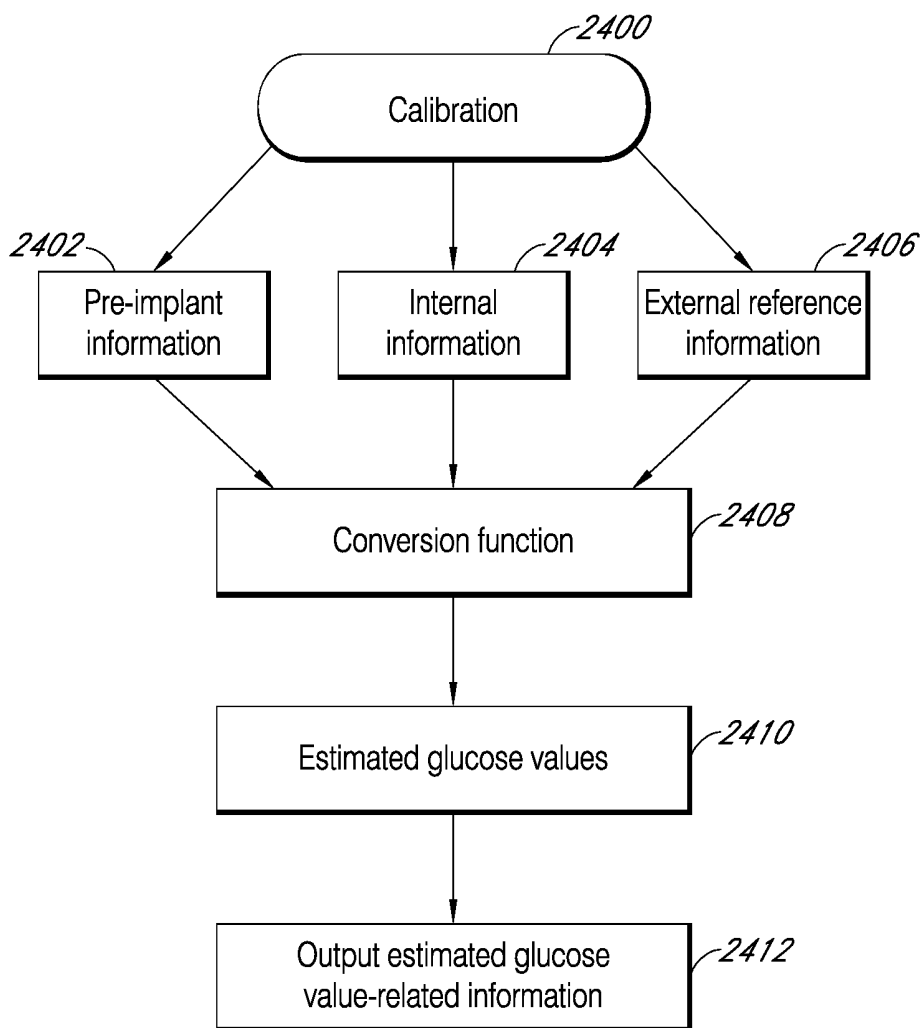 2400
Calibration
2402
2404
2406
Pre-implant
information
Internal
information
External reference
information
2408
Conversion function
2410
Estimated glucose values
2412
Output estimated glucose
value-related information